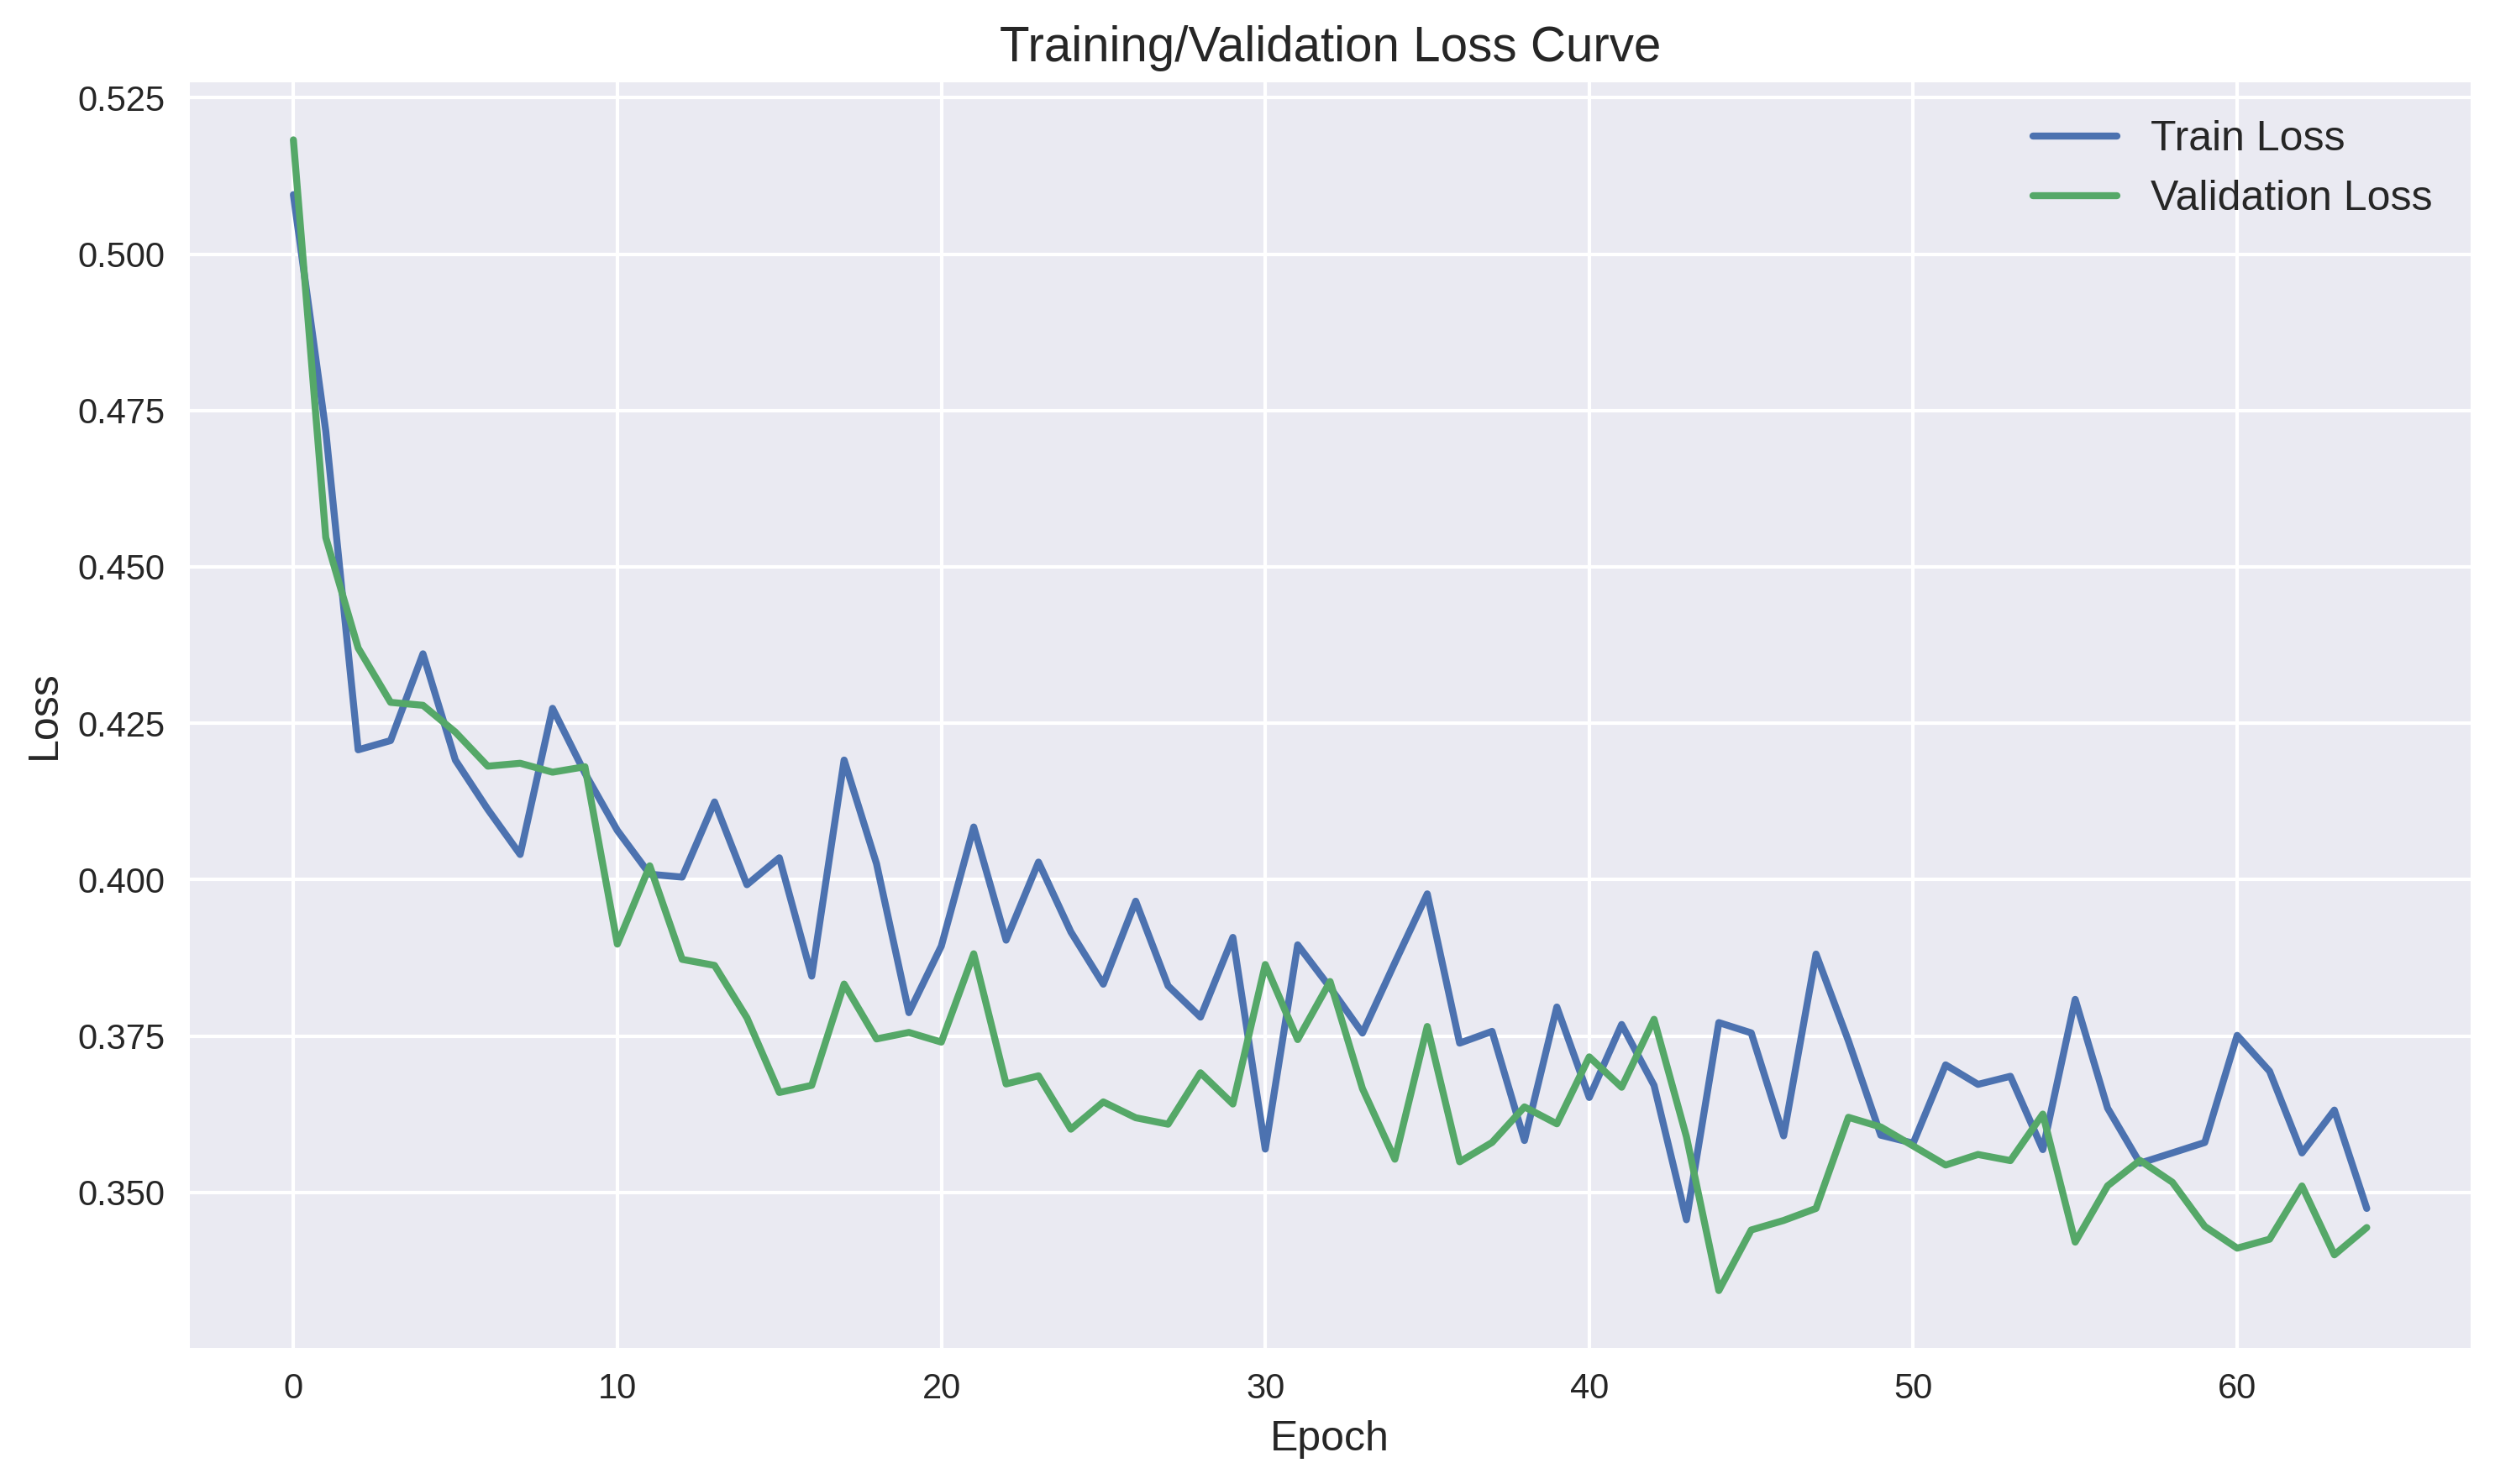 Training/Validation Loss Curve
0.525
0.500
0.475
0.450
0.425
0.400
0.375
0.350
Loss
Train Loss
Validation Loss
0 10 20 30 40 50 60
Epoch